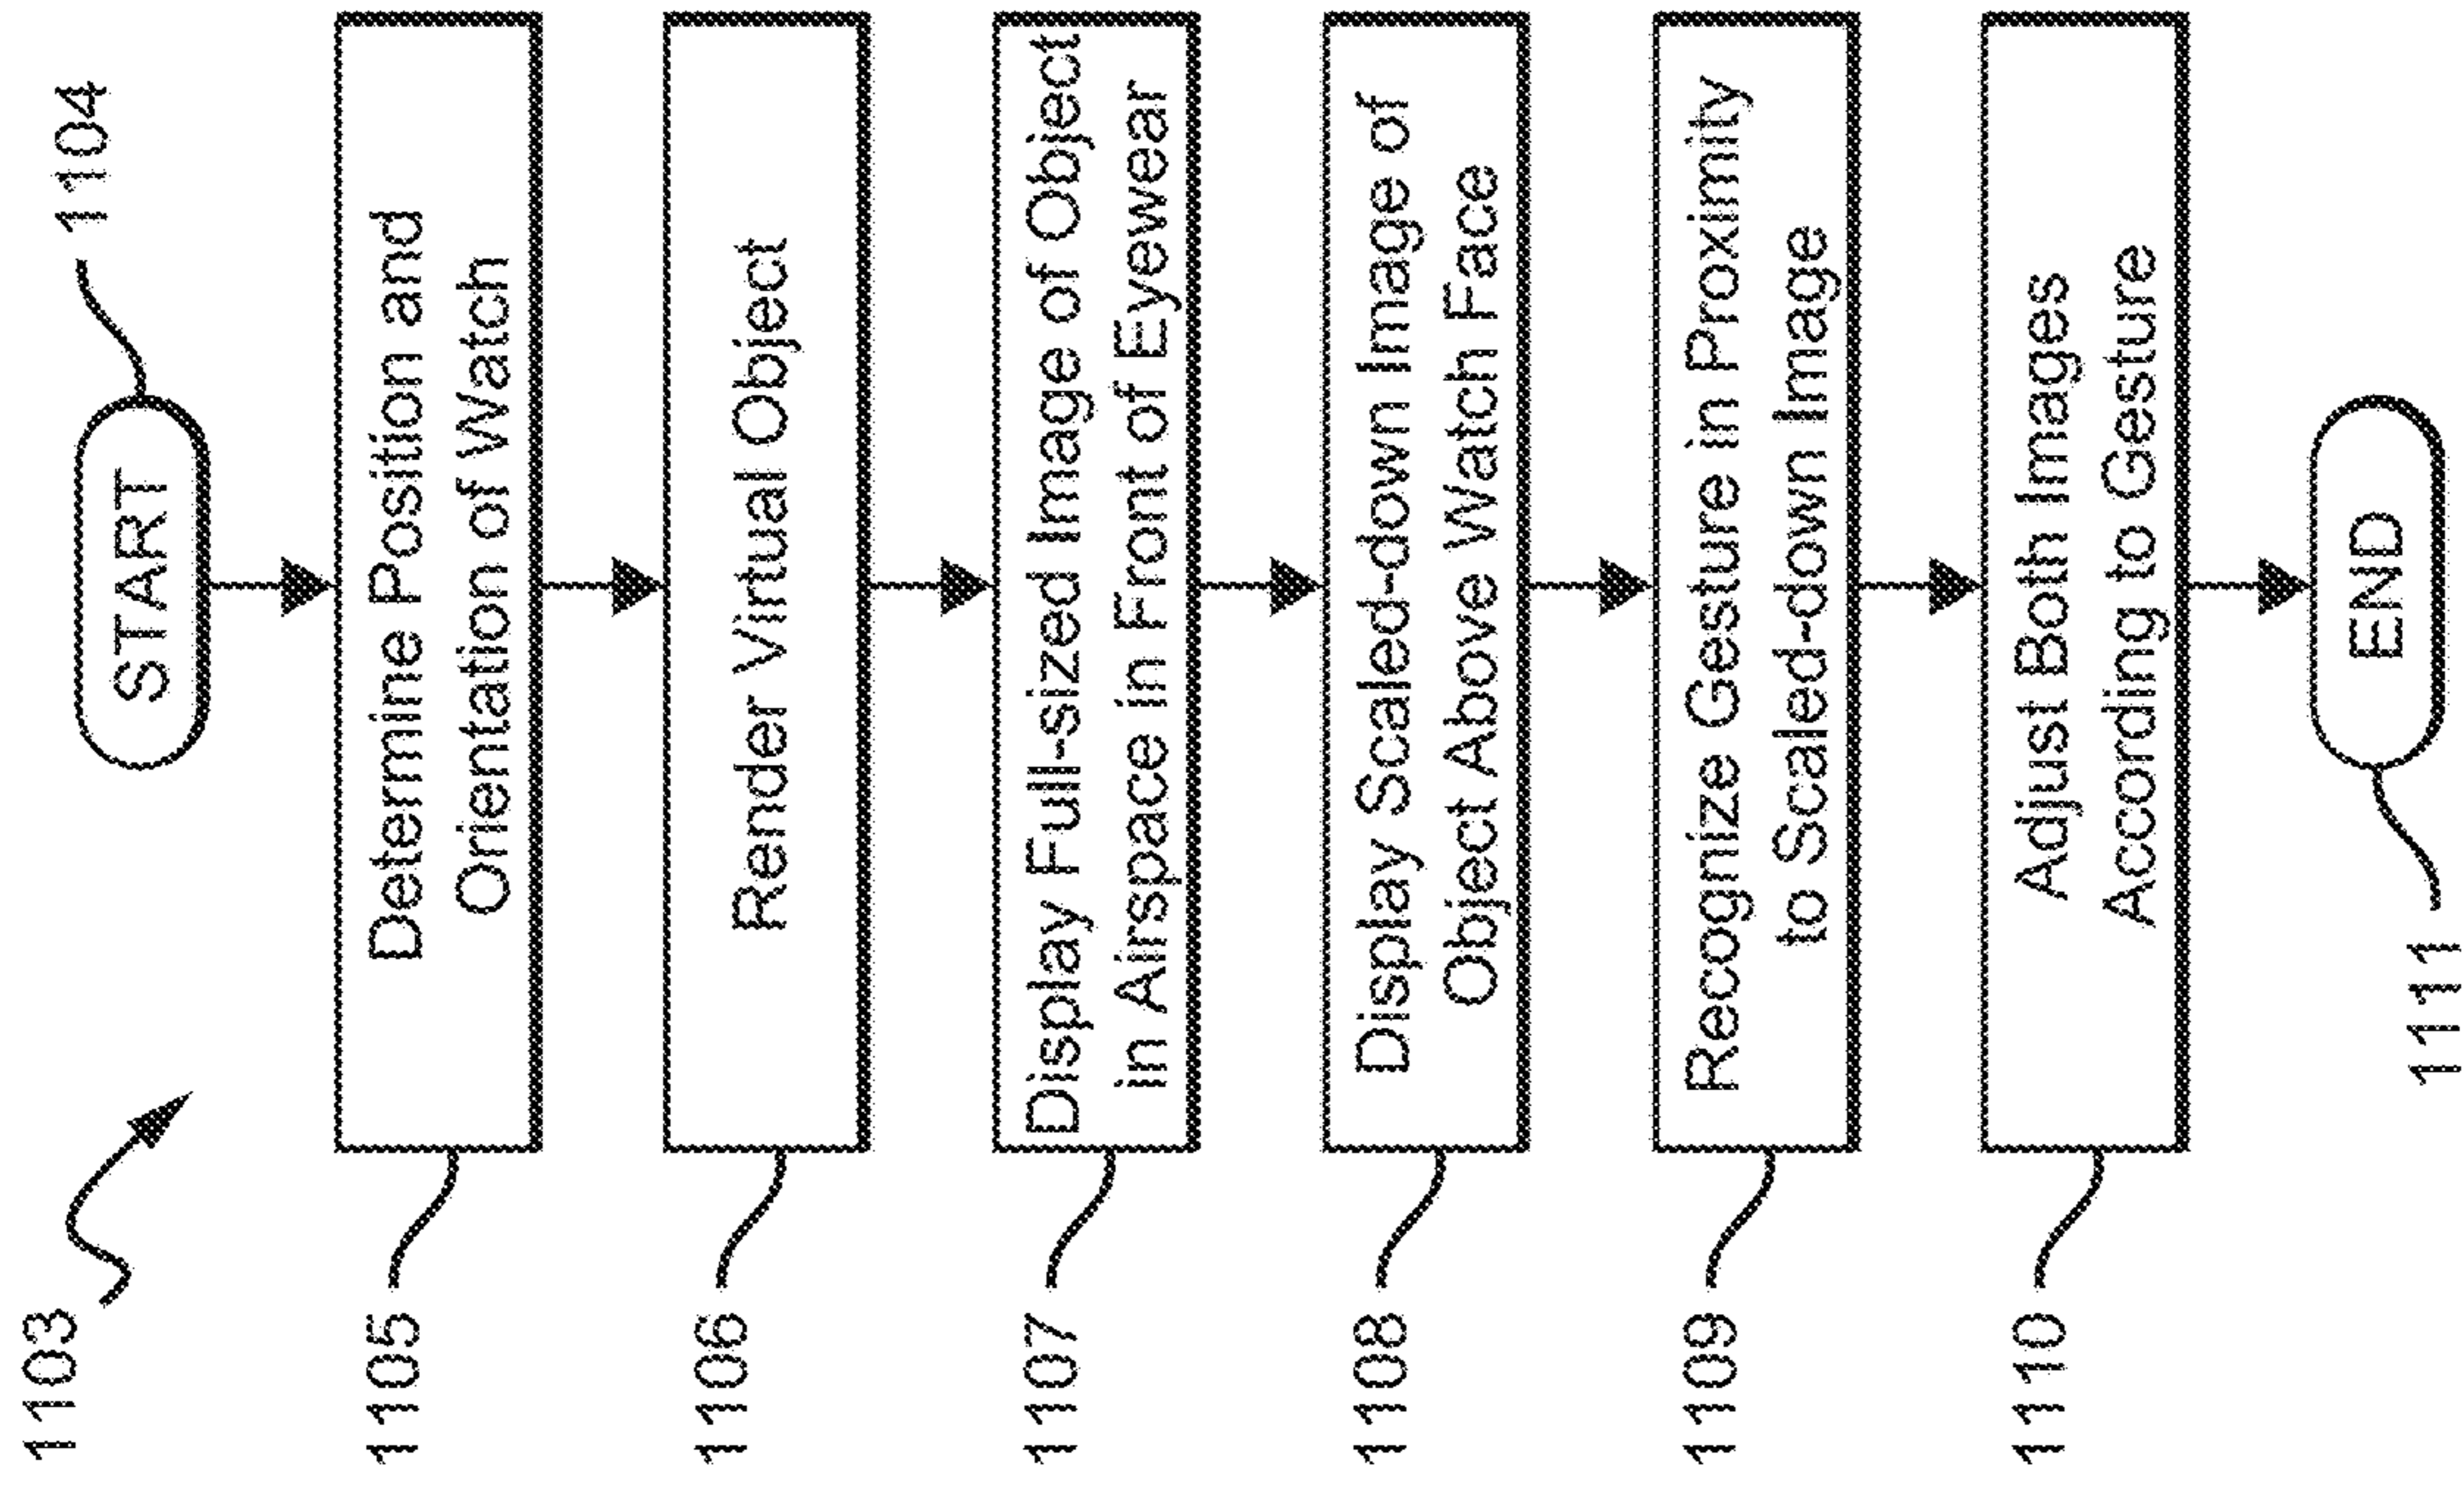 1103
START
1104
1105
Determine Position and
Orientation of Watch
1106
Render Virtual Object
1107
Display Full-sized Image of Object
in Airspace in Front of Eyewear
1108
Display Scaled-down Image of
Object Above Watch Face
1109
Recognize Gesture in Proximity
to Scaled-down Image
1110
Adjust Both Images
According to Gesture
END
1111